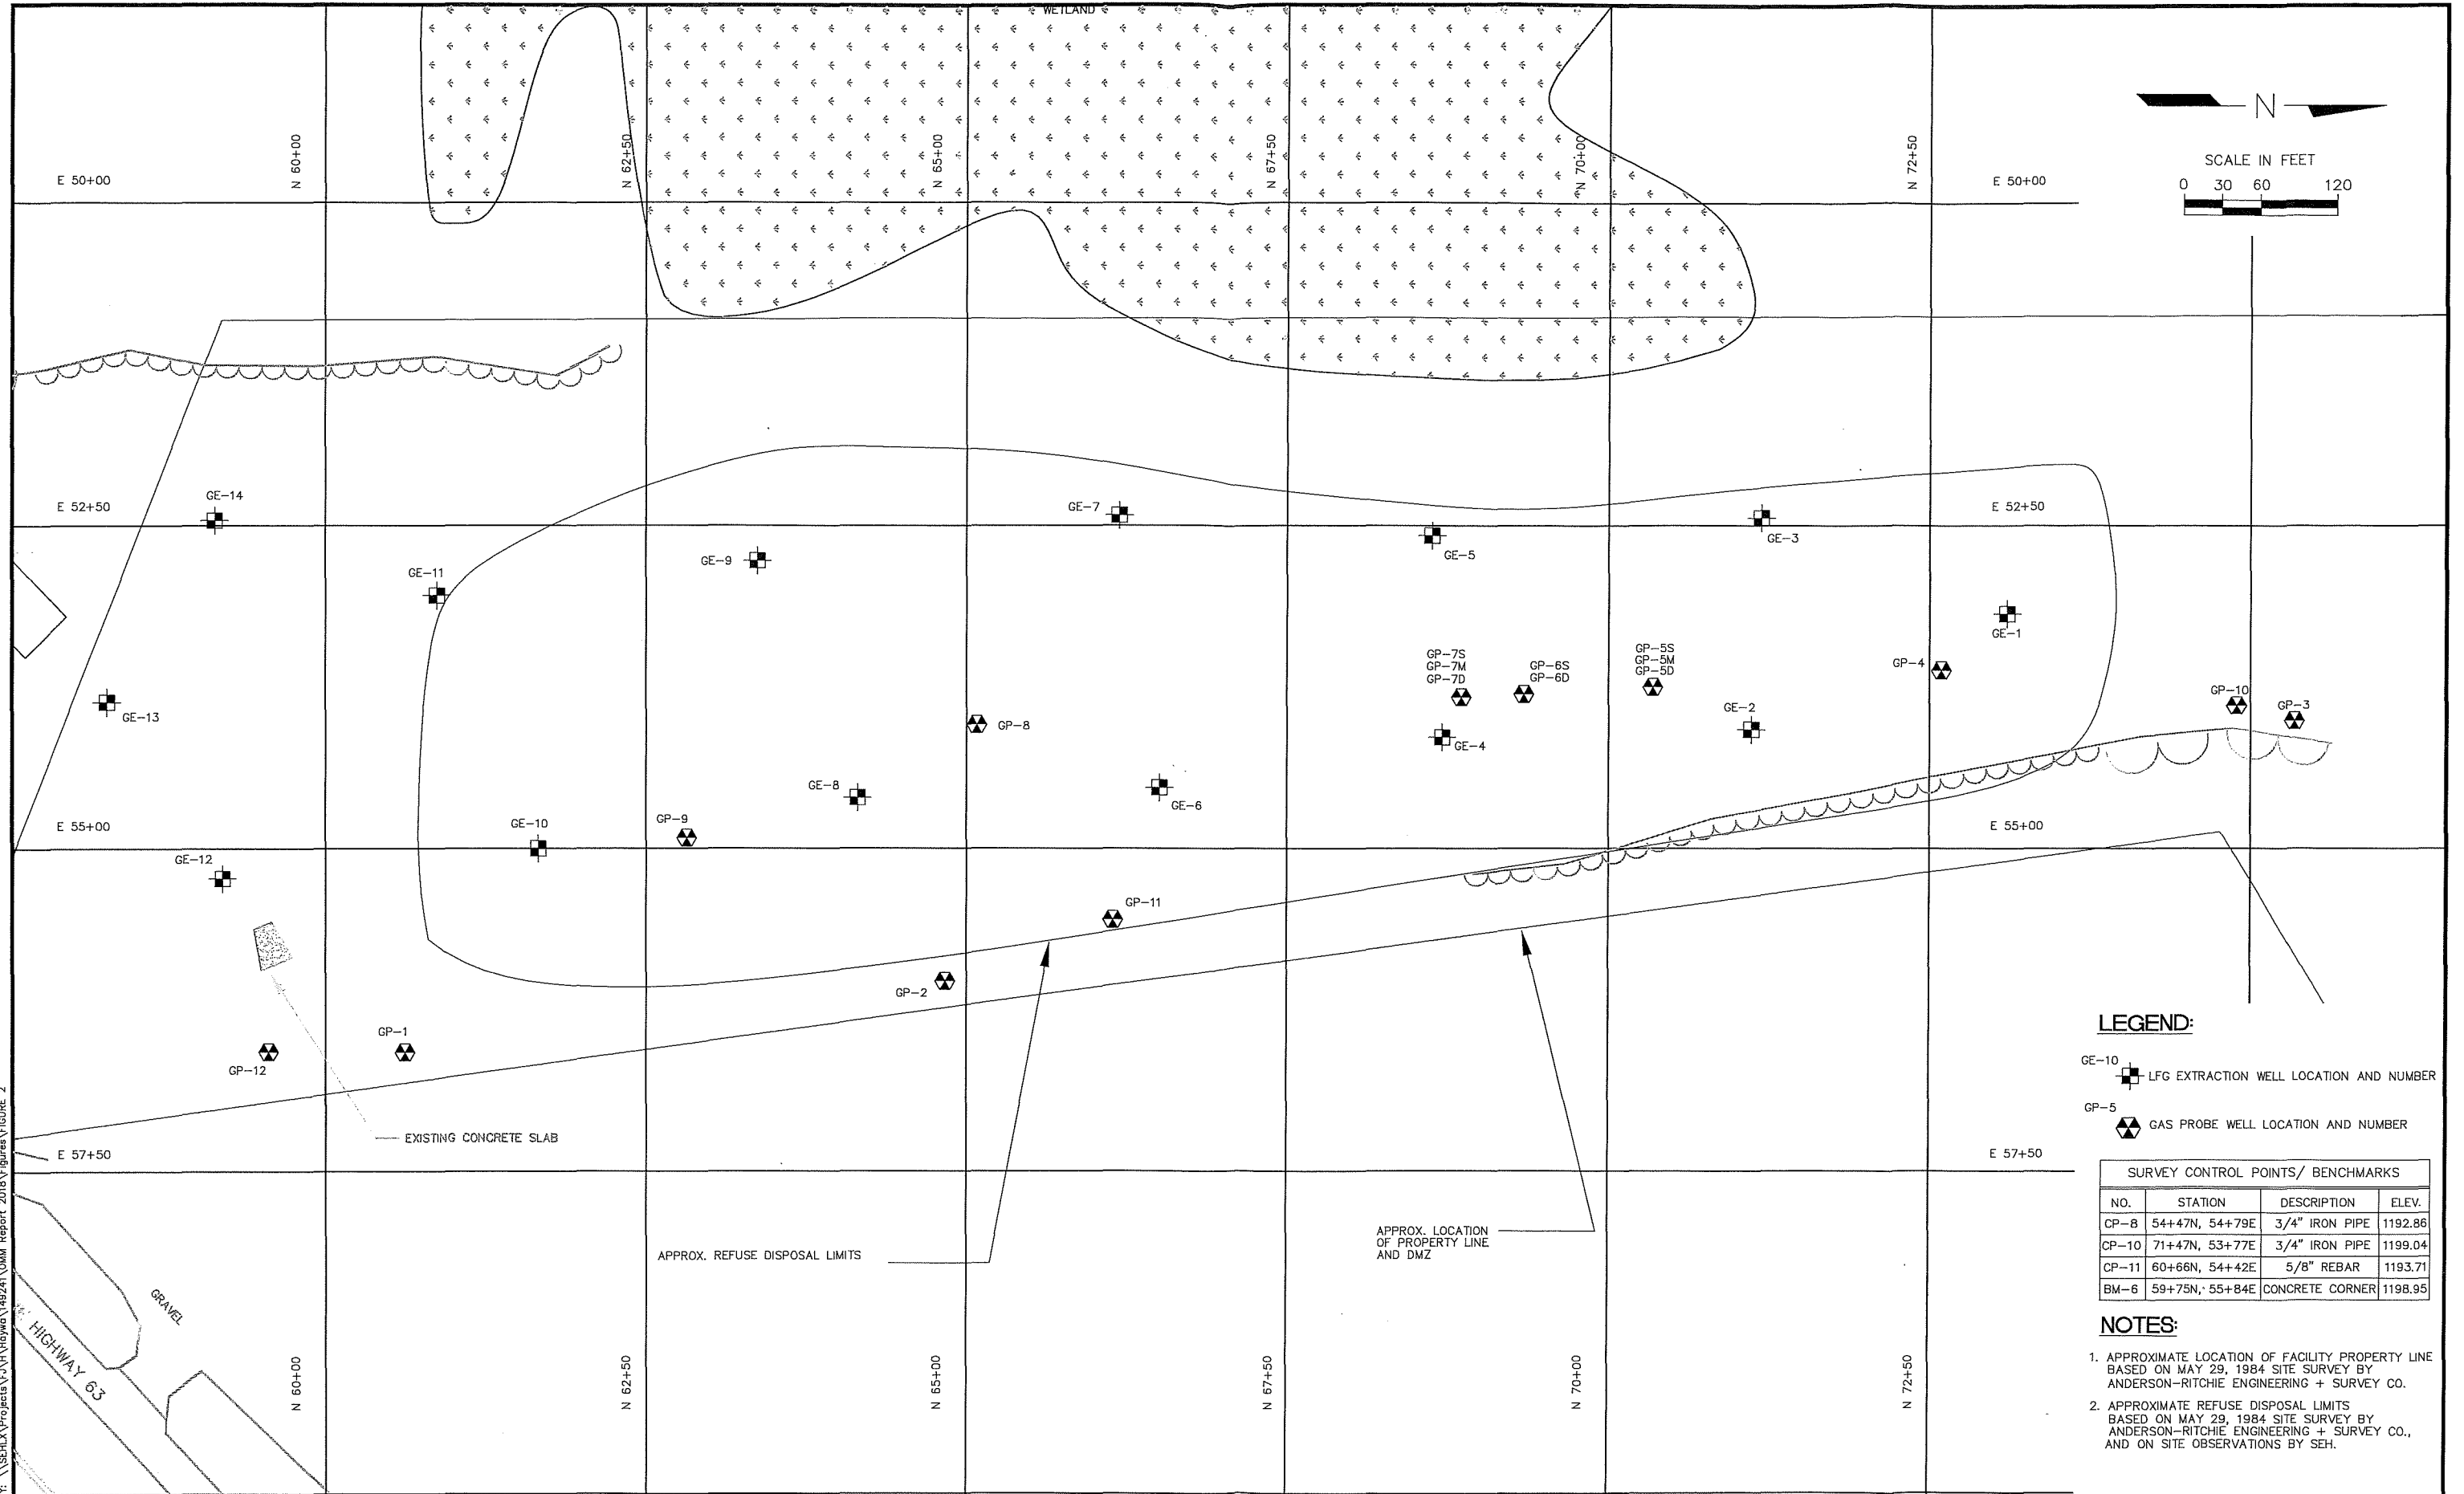 WETLAND
N 60+00
N 62+50
N 65+00
N 67+50
N 70+00
N 72+50
N
SCALE IN FEET
0 30 60 120
E 50+00
E 50+00
GE-14
E 52+50
GE-7
E 52+50
GE-3
GE-5
GE-9
GE-11
GE-1
GP-7S
GP-7M
GP-7D
GP-6S
GP-6D
GP-5S
GP-5M
GP-5D
GP-4
GP-10
GP-3
GE-13
GP-8
GE-4
GE-2
GE-8
GE-6
E 55+00
GE-10
GP-9
E 55+00
GE-12
GP-11
GP-2
GP-1
GP-12
EXISTING CONCRETE SLAB
E 57+50
E 57+50
APPROX. REFUSE DISPOSAL LIMITS
APPROX. LOCATION
OF PROPERTY LINE
AND DMZ
GRAVEL
HIGHWAY 63
N 60+00
N 62+50
N 65+00
N 67+50
N 70+00
N 72+50
LEGEND:
GE-10
LFG EXTRACTION WELL LOCATION AND NUMBER
GP-5
GAS PROBE WELL LOCATION AND NUMBER
SURVEY CONTROL POINTS/ BENCHMARKS
NO. STATION DESCRIPTION ELEV.
CP-8 54+47N, 54+79E 3/4" IRON PIPE 1192.86
CP-10 71+47N, 53+77E 3/4" IRON PIPE 1199.04
CP-11 60+66N, 54+42E 5/8" REBAR 1193.71
BM-6 59+75N, 55+84E CONCRETE CORNER 1198.95
NOTES:
1. APPROXIMATE LOCATION OF FACILITY PROPERTY LINE
BASED ON MAY 29, 1984 SITE SURVEY BY
ANDERSON-RITCHIE ENGINEERING + SURVEY CO.
2. APPROXIMATE REFUSE DISPOSAL LIMITS
BASED ON MAY 29, 1984 SITE SURVEY BY
ANDERSON-RITCHIE ENGINEERING + SURVEY CO.,
AND ON SITE OBSERVATIONS BY SEH.